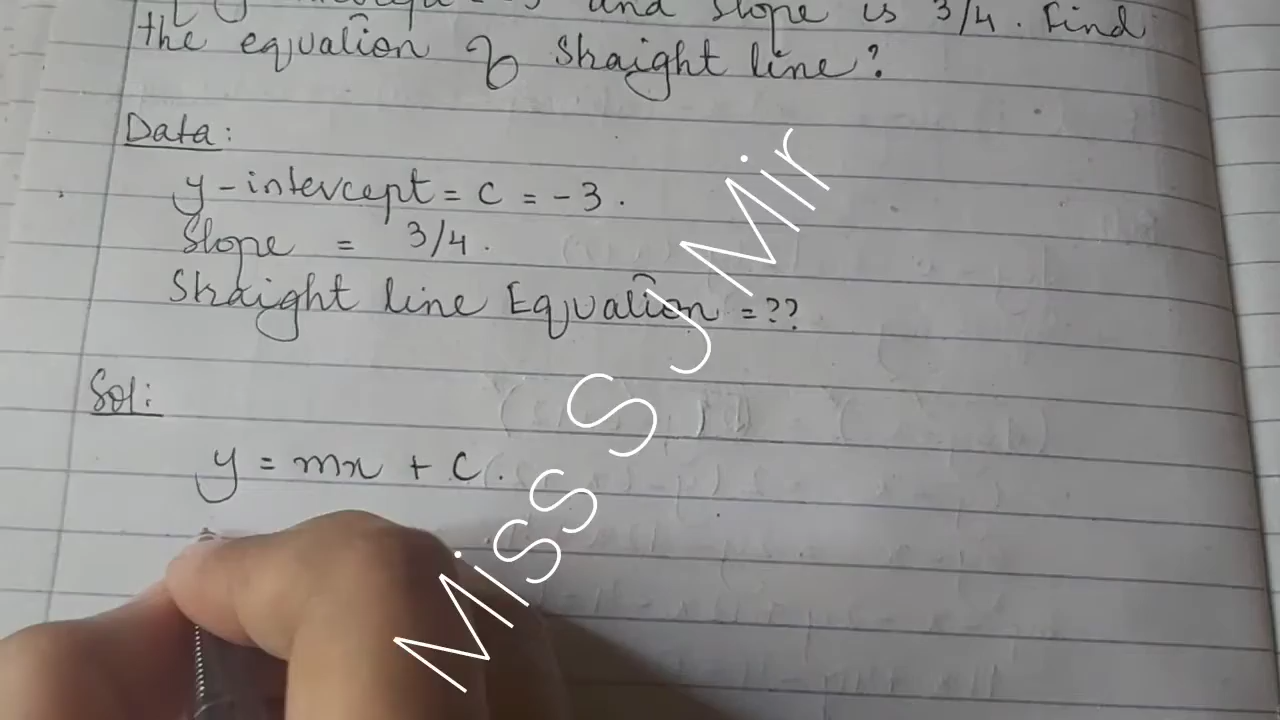 and slope is 3/4. Find
the equation of straight line?
Data:
y-intercept = c = -3.
Slope = 3/4.
Straight line Equation = ??
Sol:
y = mx + c.
Miss S J Mir